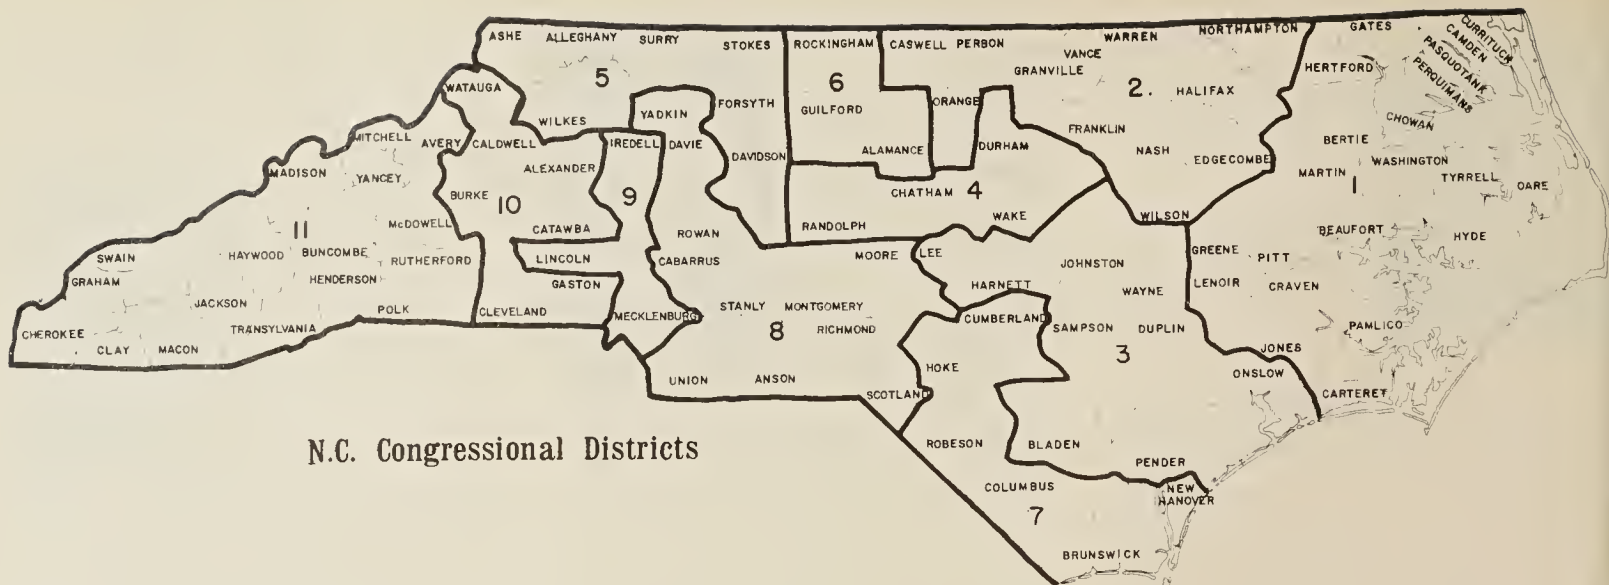 ASHE ALLEGHANY SURRY STOKES ROCKINGHAM CASWELL PERBON WARREN NORTHAMPTON GATES CURRITUCK
VANCE CAMDEN
GRANVILLE PASQUOTANK
5 6 2. HERTFORD PERQUIMANS
WATAUGA FORSYTH ORANGE HALIFAX
WILKES YADKIN GUILFORD CHOWAN
MITCHELL AVERY CALDWELL IREDELL DAVIE ALAMANCE DURHAM FRANKLIN BERTIE
NASH
MADISON YANCEY ALEXANDER DAVIDSON EDGECOMBE WASHINGTON
MARTIN TYRRELL
BURKE 10 9 CHATHAM 4 1 OARE
11 McDOWELL CATAWBA ROWAN RANDOLPH WAKE WILSON BEAUFORT HYDE
SWAIN HAYWOOD BUNCOMBE RUTHERFORD LINCOLN CABARRUS MOORE LEE JOHNSTON GREENE PITT
GRAHAM HENDERSON GASTON HARNETT WAYNE LENOIR CRAVEN
JACKSON POLK CLEVELAND MECKLENBURG STANLY MONTGOMERY CUMBERLAND
CHEROKEE TRANSYLVANIA 8 RICHMOND SAMPSON DUPLIN PAMLICO
CLAY MACON 3 JONES
UNION ANSON HOKE ONSLOW
SCOTLAND CARTERET
N.C. Congressional Districts
ROBESON BLADEN
PENDER
COLUMBUS NEW
HANOVER
7
BRUNSWICK